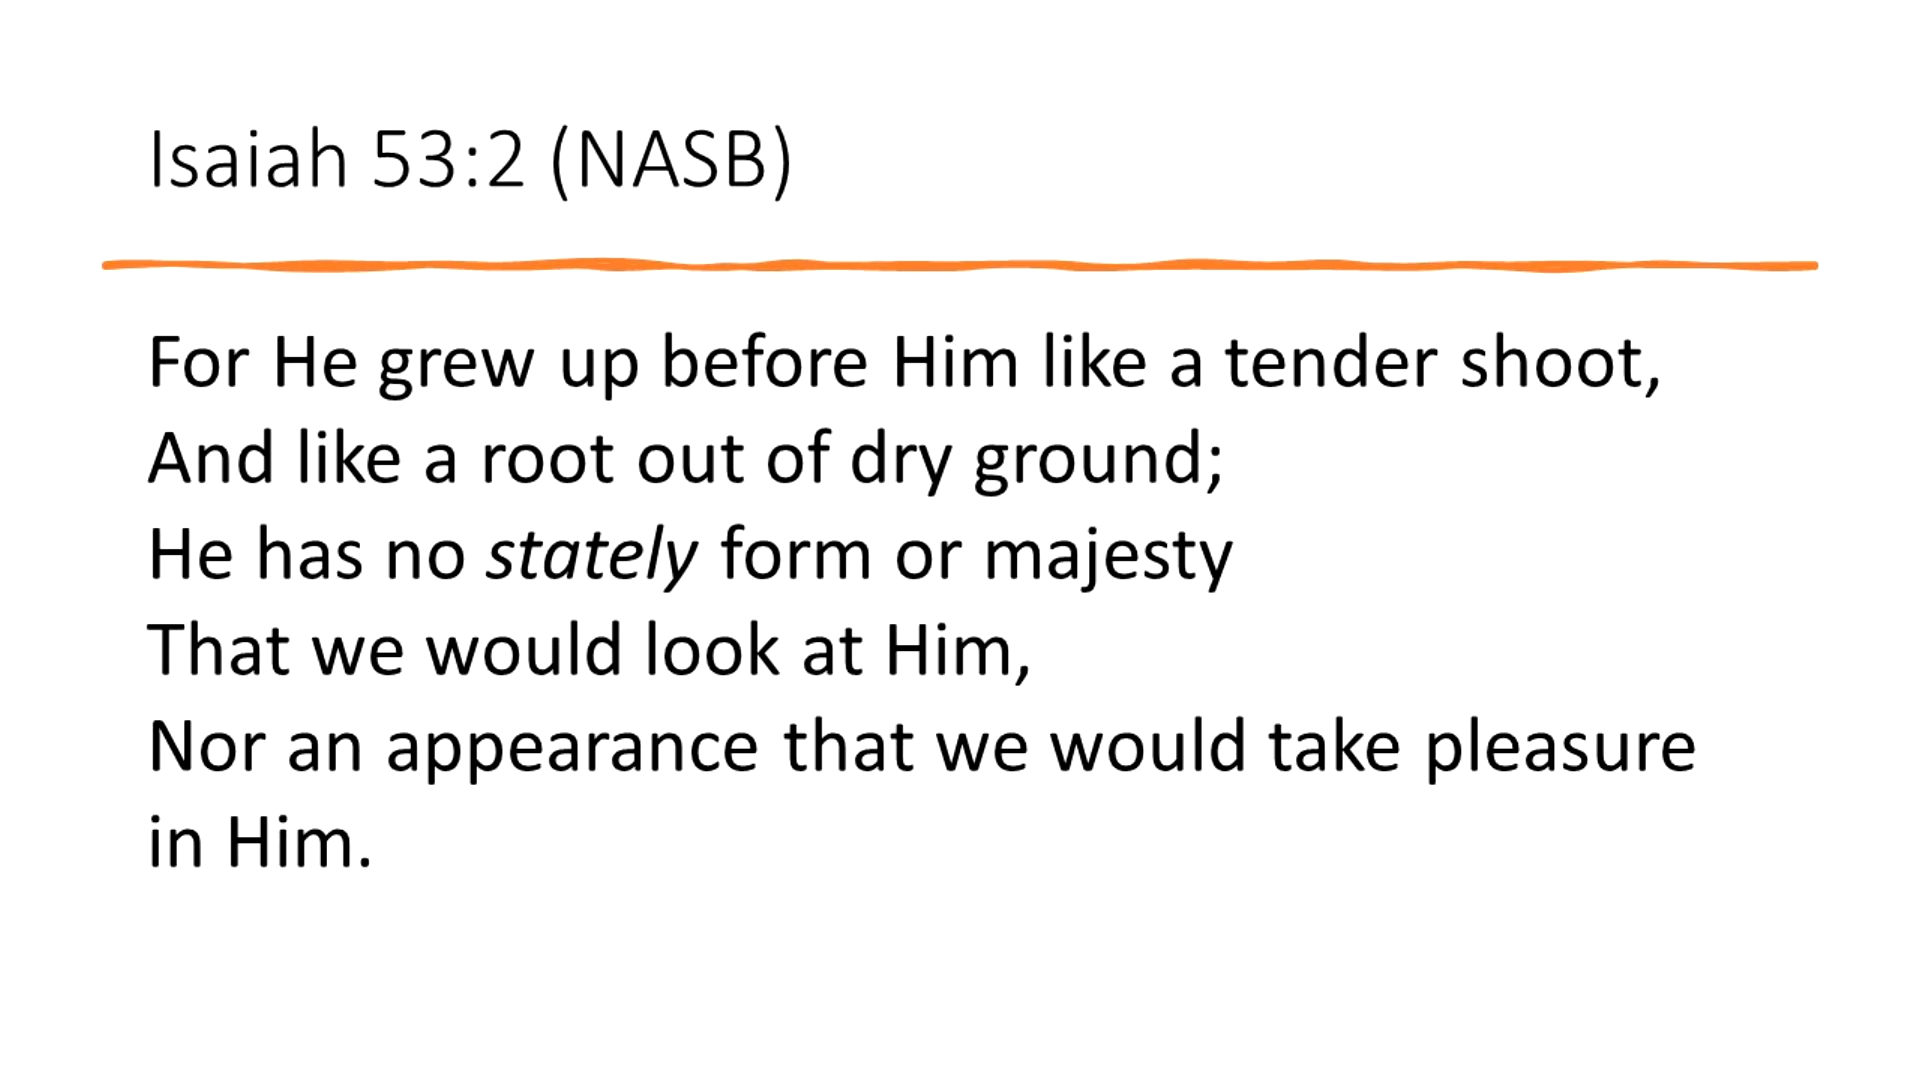 Isaiah 53:2 (NASB)
For He grew up before Him like a tender shoot,
And like a root out of dry ground;
He has no stately form or majesty
That we would look at Him,
Nor an appearance that we would take pleasure
in Him.